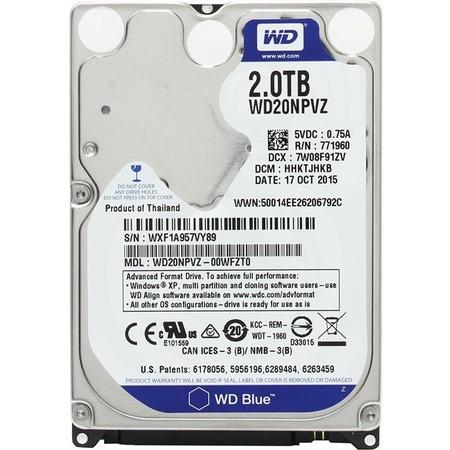 WD
2.0TB
WD20NPVZ
5VDC : 0.75A
R/N : 771960
DCX : 7W08F91ZV
DCM : HHKTJHKB
DATE : 17 OCT 2015
WWN:50014EE26206792C
DO NOT COVER
ANY DRIVE HOLES
DO NOT PRESS ON TOP COVER
Product of Thailand
S/N : WXF1A957VY89
MDL : WD20NPVZ-00WFZT0
Advanced Format Drive. To achieve full performance:
•Windows® XP, multi partition and cloning software users - use
WD Align software available on www.wdc.com/advformat
•All other OS configurations - drive is ready for use as is
CE
c UL us
E101559
20
KCC-REM-
WDT-1960
D33015
CAN ICES-3 (B)/ NMB-3(B)
U.S. Patents: 6178056, 5956196, 6289484, 6263459
PRODUCT WARRANTY WILL BE VOID IF SEAL, LABEL OR COVER IS REMOVED OR DAMAGED
Z
WD Blue™